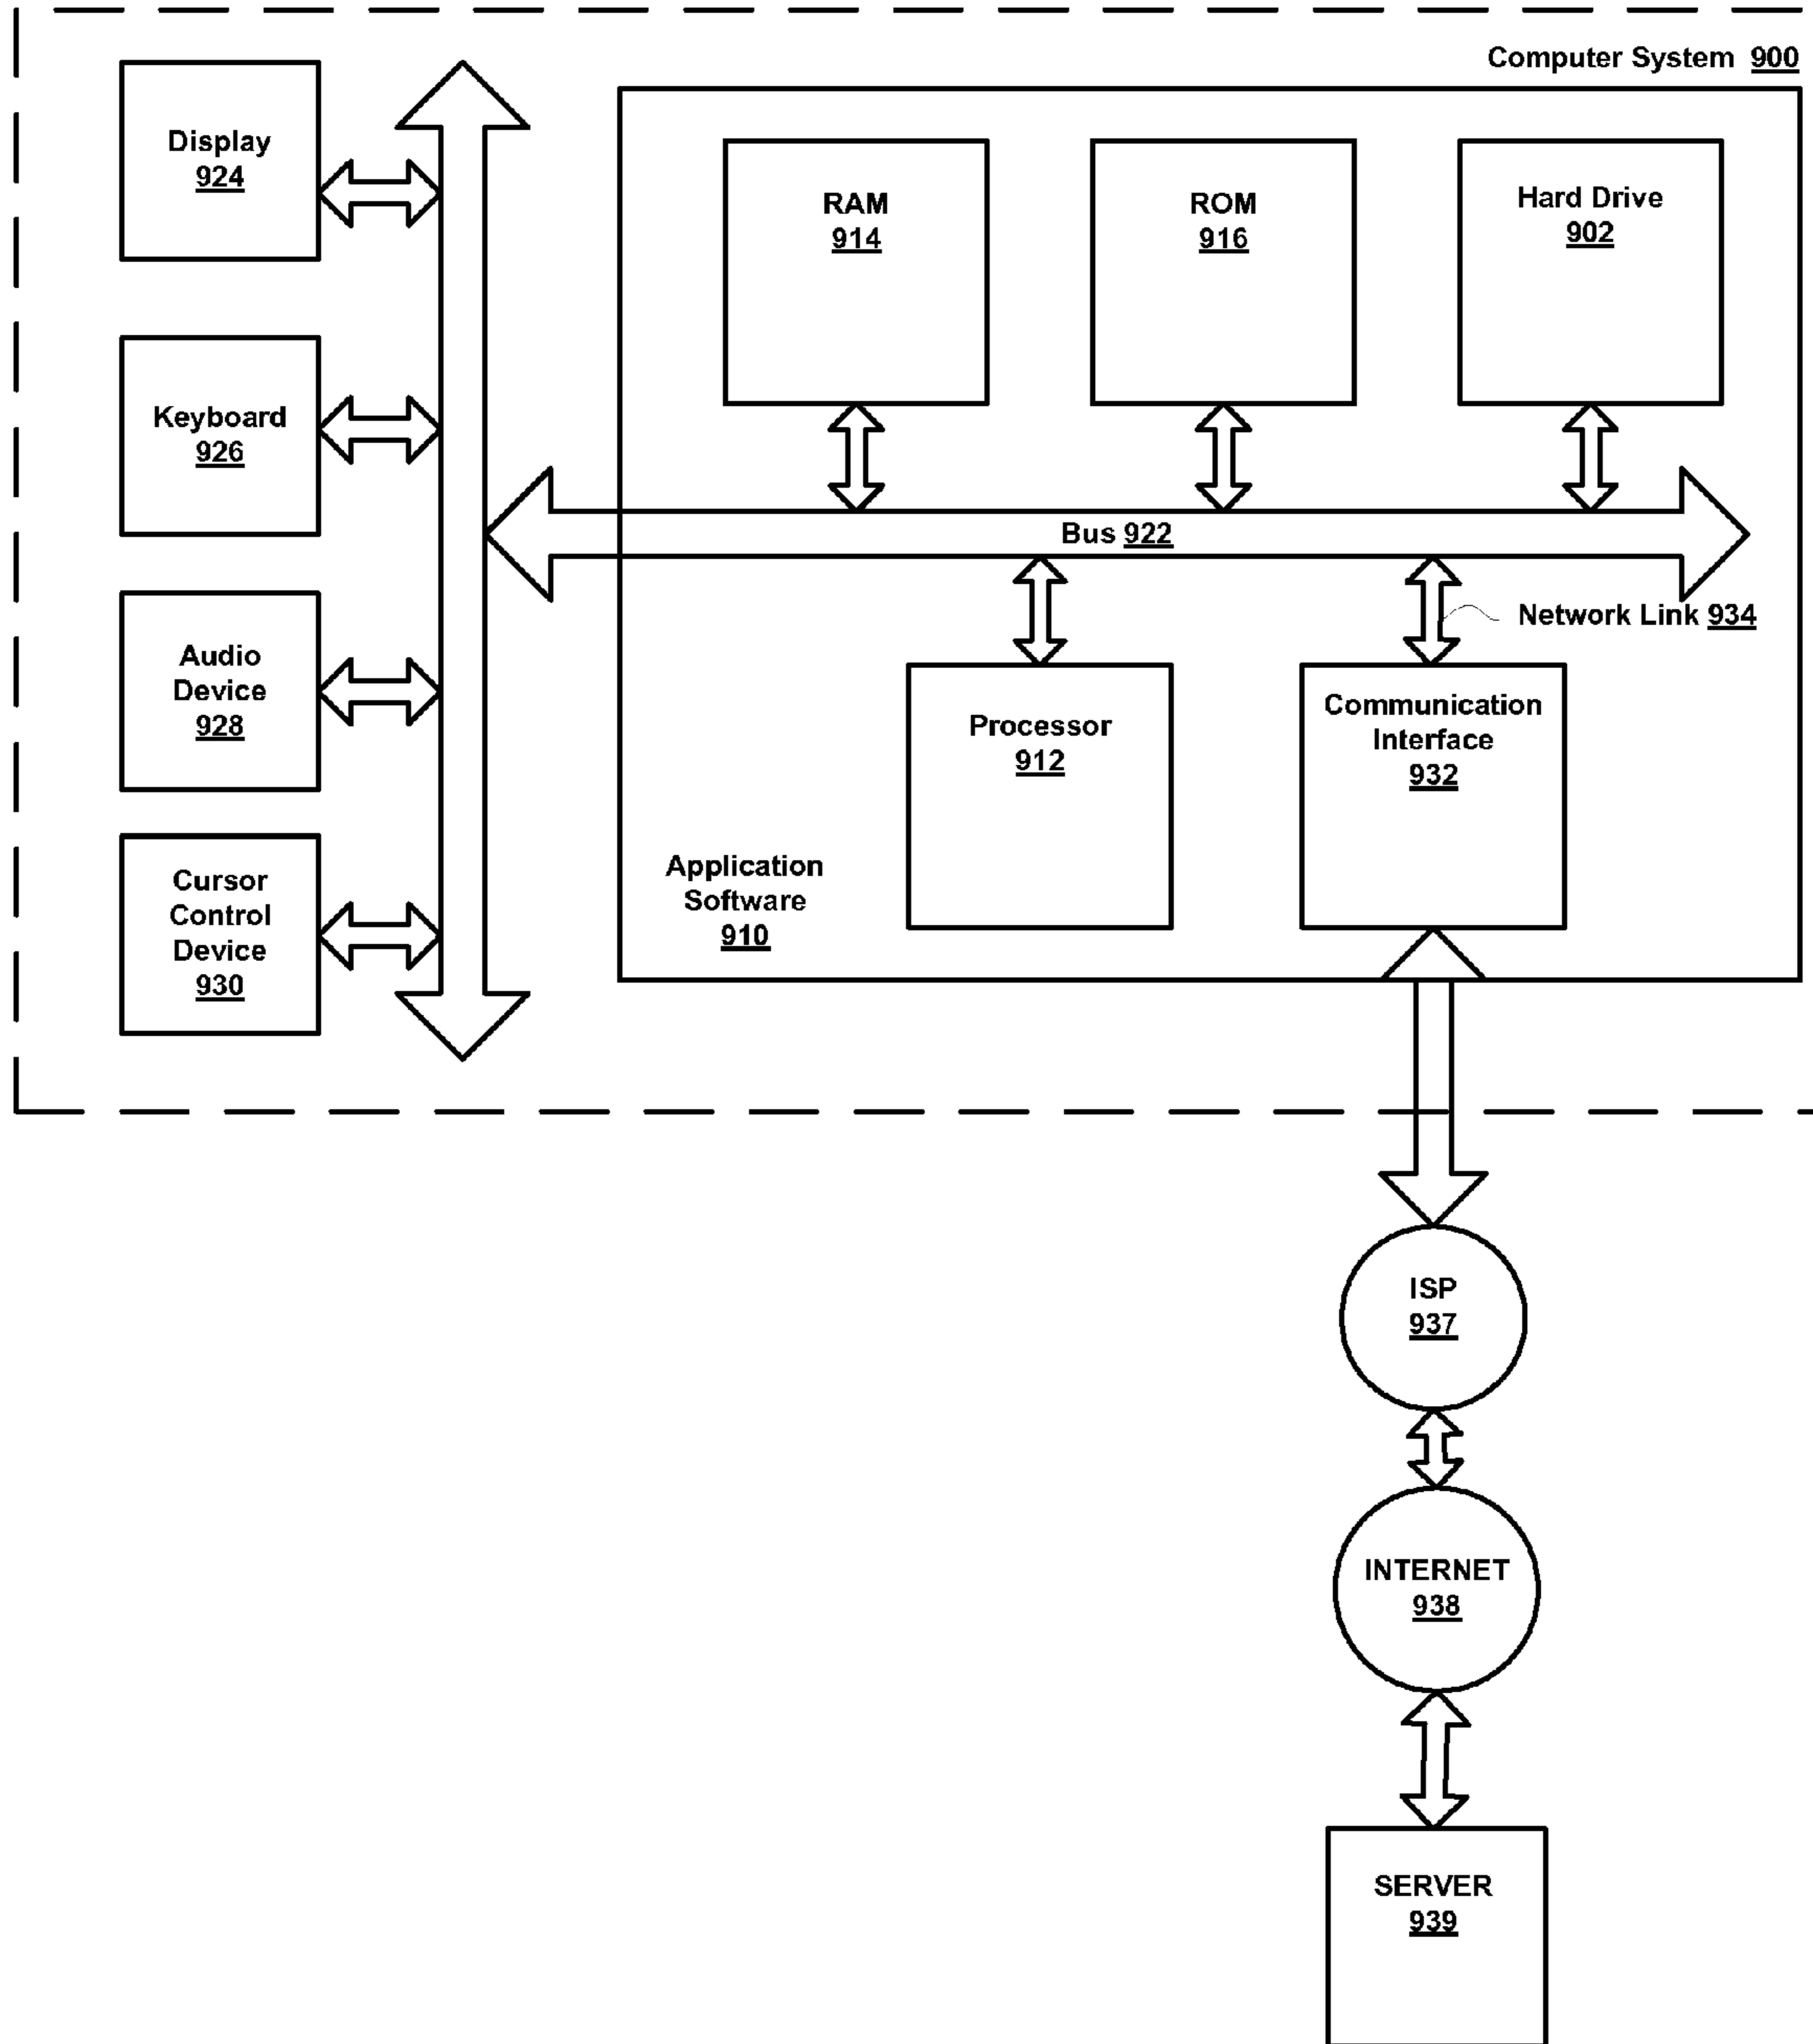 Computer System 900
Display
924
RAM
914
ROM
916
Hard Drive
902
Keyboard
926
Bus 922
Network Link 934
Audio
Device
928
Processor
912
Communication
Interface
932
Application
Software
910
Cursor
Control
Device
930
ISP
937
INTERNET
938
SERVER
939